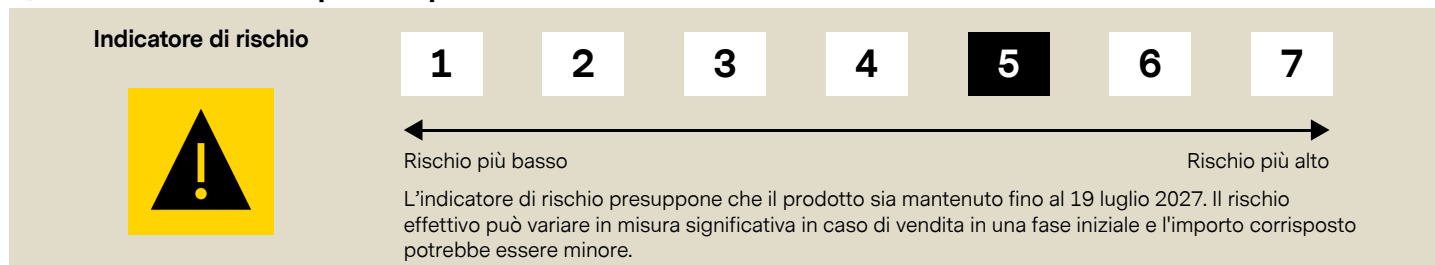 Indicatore di rischio
1 2 3 4 5 6 7
Rischio più basso Rischio più alto
L'indicatore di rischio presuppone che il prodotto sia mantenuto fino al 19 luglio 2027. Il rischio
effettivo può variare in misura significativa in caso di vendita in una fase iniziale e l'importo corrisposto
potrebbe essere minore.